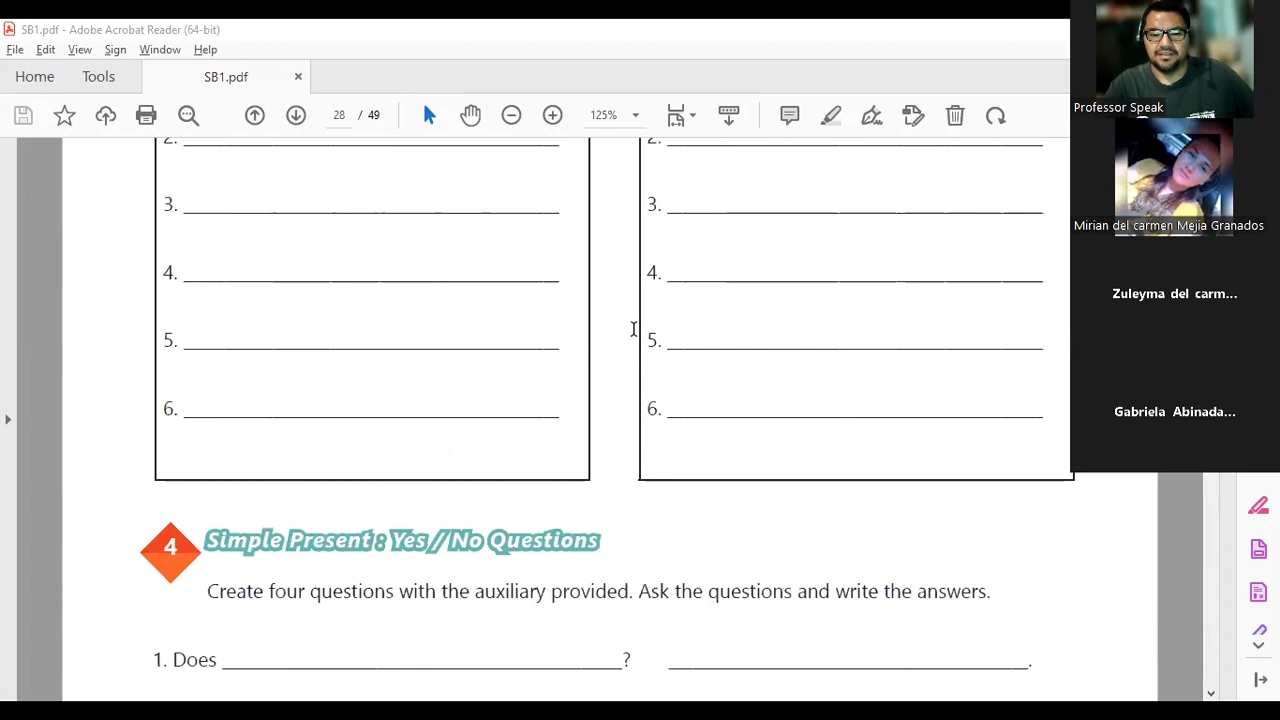 SB1.pdf - Adobe Acrobat Reader (64-bit)
File Edit View Sign Window Help
Home Tools SB1.pdf
28 / 49 125%
Professor Speak
Mirian del carmen Mejia Granados
Zuleyma del carm...
Gabriela Abinada...
2. 2.
3. 3.
4. 4.
5. 5.
6. 6.
4 Simple Present : Yes / No Questions
Create four questions with the auxiliary provided. Ask the questions and write the answers.
1. Does ? .